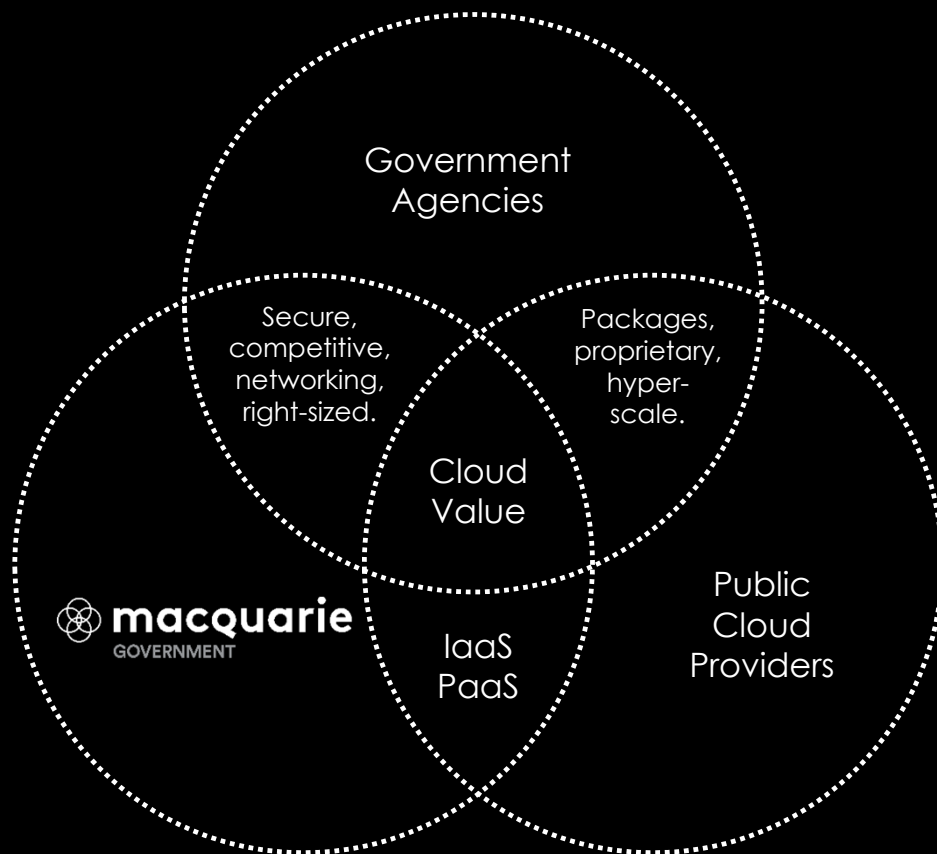 Government
Agencies
Secure,
competitive,
networking,
right-sized.
Packages,
proprietary,
hyper-
scale.
Cloud
Value
macquarie
GOVERNMENT
IaaS
PaaS
Public
Cloud
Providers